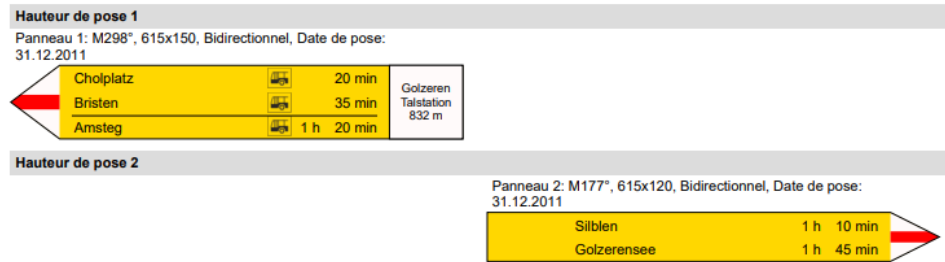 Hauteur de pose 1
Panneau 1: M298°, 615x150, Bidirectionnel, Date de pose:
31.12.2011
Cholplatz 20 min
Bristen 35 min
Amsteg 1 h 20 min
Golzeren
Talstation
832 m
Hauteur de pose 2
Panneau 2: M177°, 615x120, Bidirectionnel, Date de pose:
31.12.2011
Silblen 1 h 10 min
Golzerensee 1 h 45 min